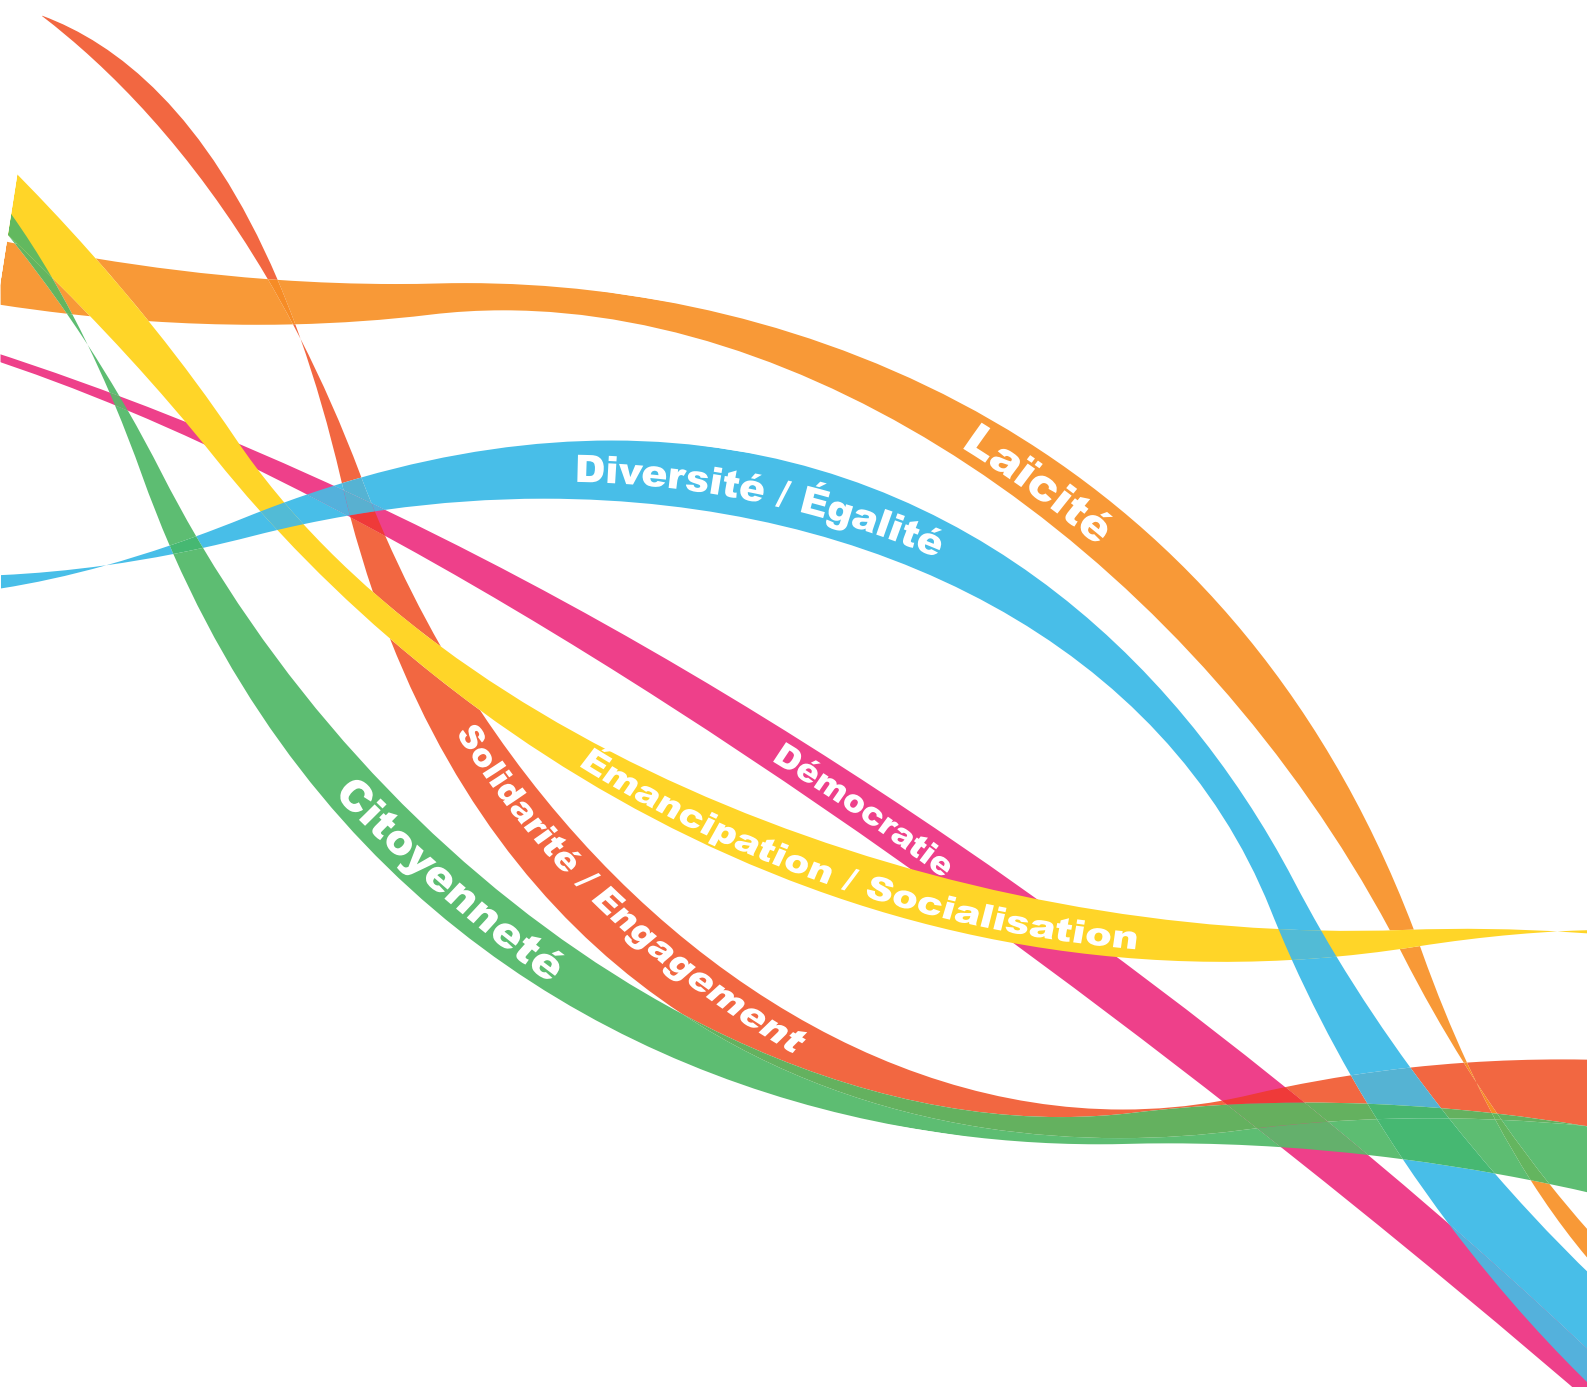 Laïcité
Diversité / Égalité
Démocratie
Émancipation / Socialisation
Solidarité / Engagement
Citoyenneté